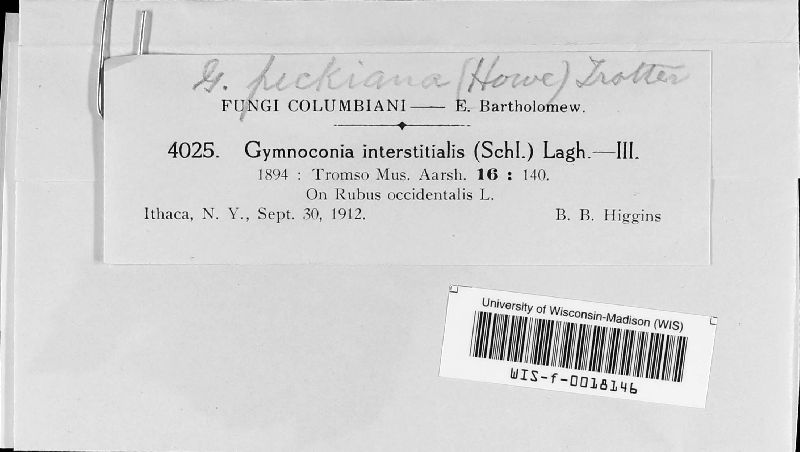 G. peckiana (Howe) Trotter
FUNGI COLUMBIANI — E. Bartholomew.
4025. Gymnoconia interstitialis (Schl.) Lagh.—III.
1894 : Tromso Mus. Aarsh. 16 : 140.
On Rubus occidentalis L.
Ithaca, N. Y., Sept. 30, 1912. B. B. Higgins
University of Wisconsin-Madison (WIS)
WIS-f-0018146